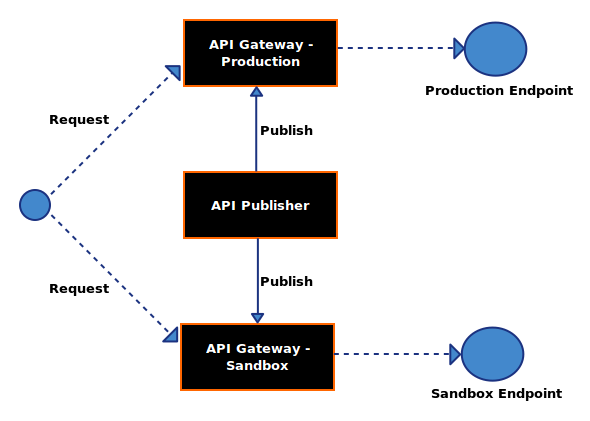 API Gateway -
Production
Production Endpoint
Request
Publish
API Publisher
Publish
Request
API Gateway -
Sandbox
Sandbox Endpoint